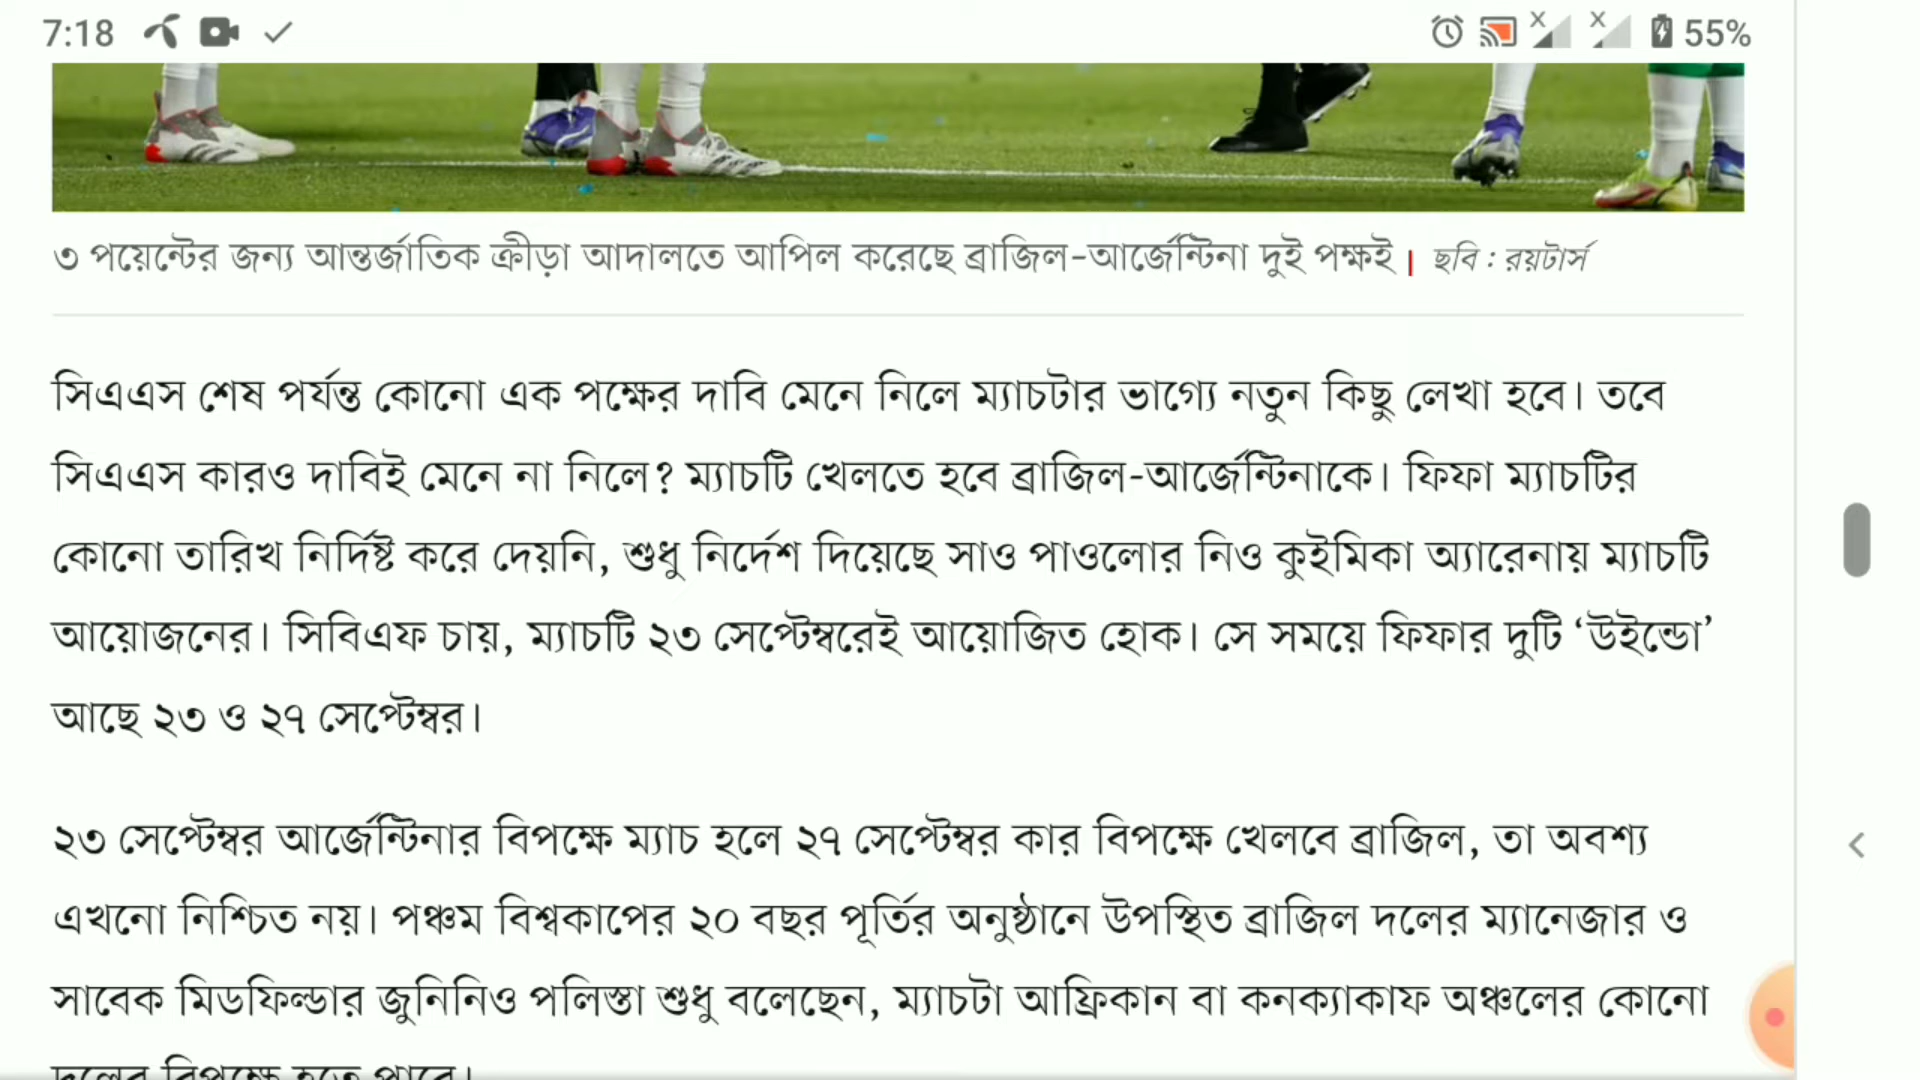 7:18
55%
৩ পয়েন্টের জন্য আন্তর্জাতিক ক্রীড়া আদালতে আপিল করেছে ব্রাজিল-আর্জেন্টিনা দুই পক্ষই | ছবি : রয়টার্স
সিএএস শেষ পর্যন্ত কোনো এক পক্ষের দাবি মেনে নিলে ম্যাচটার ভাগ্যে নতুন কিছু লেখা হবে। তবে
সিএএস কারও দাবিই মেনে না নিলে? ম্যাচটি খেলতে হবে ব্রাজিল-আর্জেন্টিনাকে। ফিফা ম্যাচটির
কোনো তারিখ নির্দিষ্ট করে দেয়নি, শুধু নির্দেশ দিয়েছে সাও পাওলোর নিও কুইমিকা অ্যারেনায় ম্যাচটি
আয়োজনের। সিবিএফ চায়, ম্যাচটি ২৩ সেপ্টেম্বরেই আয়োজিত হোক। সে সময়ে ফিফার দুটি ‘উইন্ডো’
আছে ২৩ ও ২৭ সেপ্টেম্বর।
২৩ সেপ্টেম্বর আর্জেন্টিনার বিপক্ষে ম্যাচ হলে ২৭ সেপ্টেম্বর কার বিপক্ষে খেলবে ব্রাজিল, তা অবশ্য
এখনো নিশ্চিত নয়। পঞ্চম বিশ্বকাপের ২০ বছর পূর্তির অনুষ্ঠানে উপস্থিত ব্রাজিল দলের ম্যানেজার ও
সাবেক মিডফিল্ডার জুনিনিও পলিস্তা শুধু বলেছেন, ম্যাচটা আফ্রিকান বা কনক্যাকাফ অঞ্চলের কোনো
দলের বিপক্ষে হতে পারে।